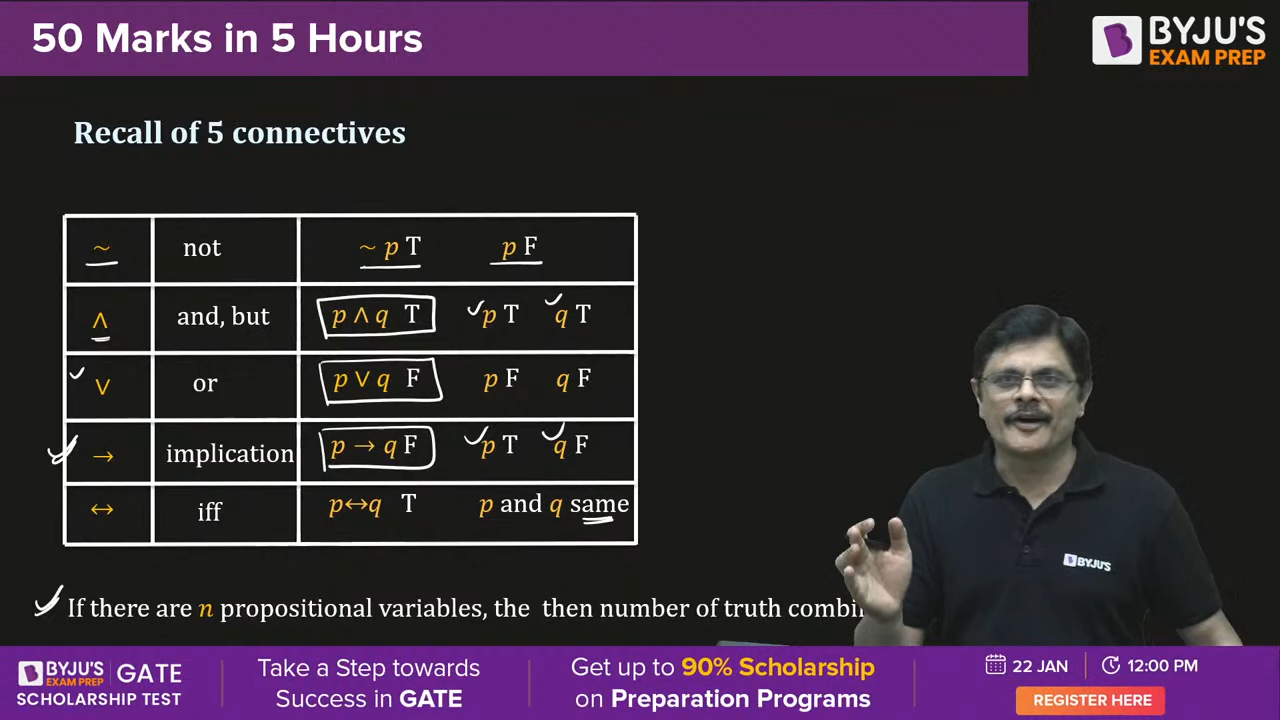 50 Marks in 5 Hours
BYJU'S
EXAM PREP
Recall of 5 connectives
~ not ~ p T p F
∧ and, but p ∧ q T p T q T
∨ or p ∨ q F p F q F
→ implication p → q F p T q F
↔ iff p↔q T p and q same
If there are n propositional variables, the then number of truth combi
BYJU'S
BYJU'S
EXAM PREP
GATE
SCHOLARSHIP TEST
Take a Step towards
Success in GATE
Get up to 90% Scholarship
on Preparation Programs
22 JAN
12:00 PM
REGISTER HERE